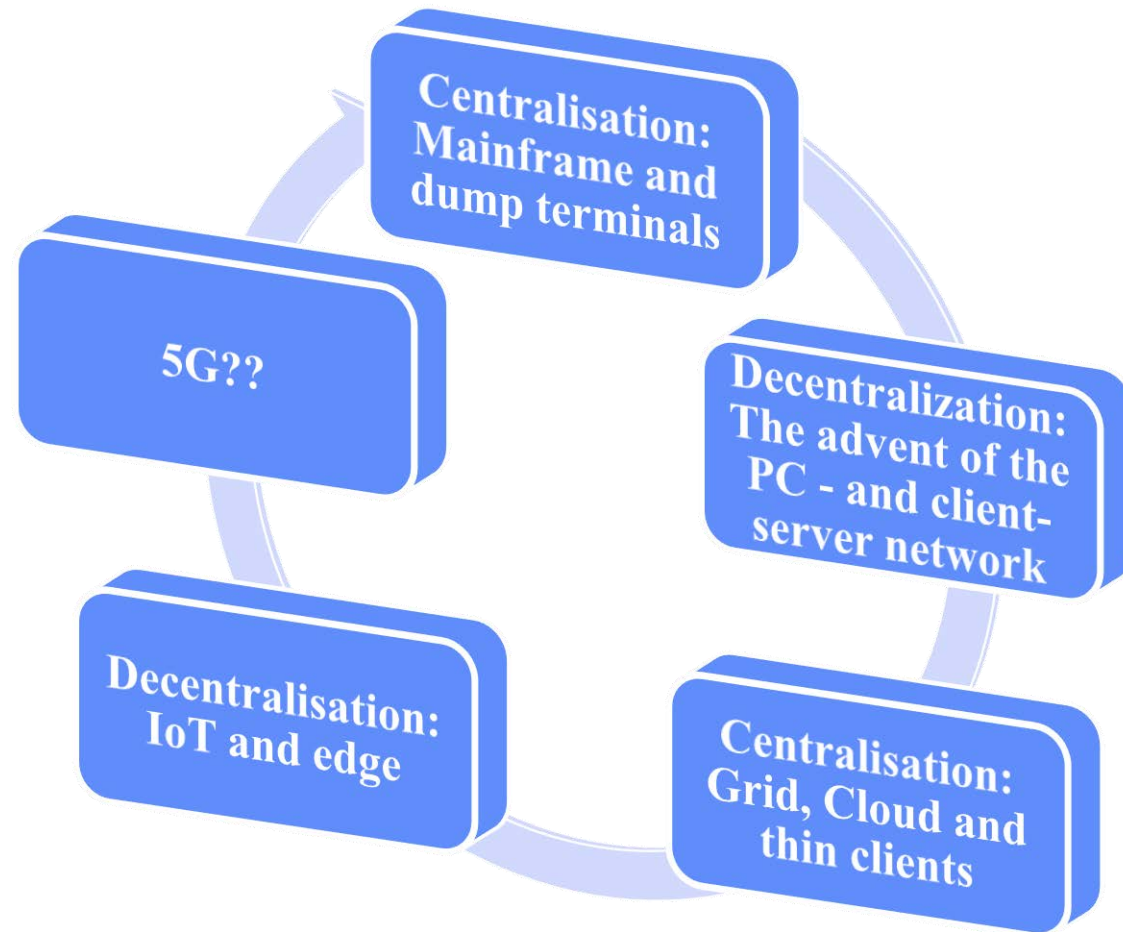 Centralisation:
Mainframe and
dump terminals
Decentralization:
The advent of the
PC - and client-
server network
Centralisation:
Grid, Cloud and
thin clients
Decentralisation:
IoT and edge
5G??